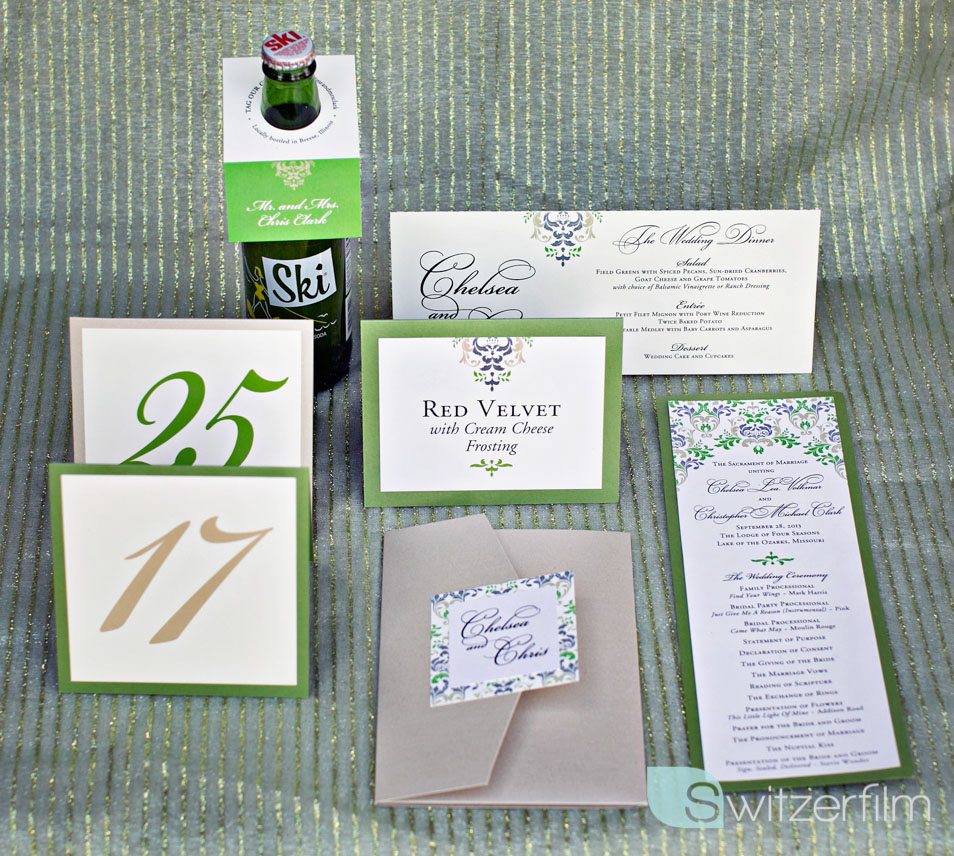 SKI
TAG OUR
Locally bottled in Breese, Illinois
Mr. and Mrs.
Chris Clark
Ski
The Wedding Dinner
Salad
Field Greens with Spiced Pecans, Sun-dried Cranberries,
Goat Cheese and Grape Tomatoes
with choice of Balsamic Vinaigrette or Ranch Dressing
Entrée
Petit Filet Mignon with Port Wine Reduction
Twice Baked Potato
Medley with Baby Carrots and Asparagus
Dessert
Wedding Cake and Cupcakes
Chelsea
and
25
17
Red Velvet
with Cream Cheese
Frosting
Chelsea
and Chris
The Sacrament of Marriage
uniting
Chelsea Lea Volkmar
and
Christopher Michael Clark
September 28, 2013
The Lodge of Four Seasons
Lake of the Ozarks, Missouri
The Wedding Ceremony
Family Processional
Find Your Wings - Mark Harris
Bridal Party Processional
Just Give Me A Reason (Instrumental) - Pink
Bridal Processional
Come What May - Moulin Rouge
Statement of Purpose
Declaration of Consent
The Giving of the Bride
The Marriage Vows
Reading of Scripture
The Exchange of Rings
Presentation of Flowers
This Little Light Of Mine - Addison Road
Prayer for the Bride and Groom
The Pronouncement of Marriage
The Nuptial Kiss
Presentation of the Bride and Groom
Sign, Sealed, Delivered - Stevie Wonder
Switzerfilm